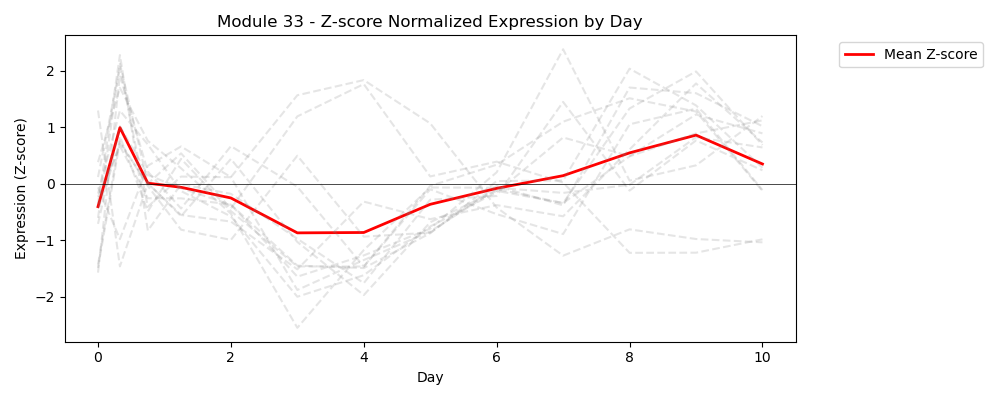 Module 33 - Z-score Normalized Expression by Day
Mean Z-score
Expression (Z-score)
2
1
0
−1
−2
0 2 4 6 8 10
Day